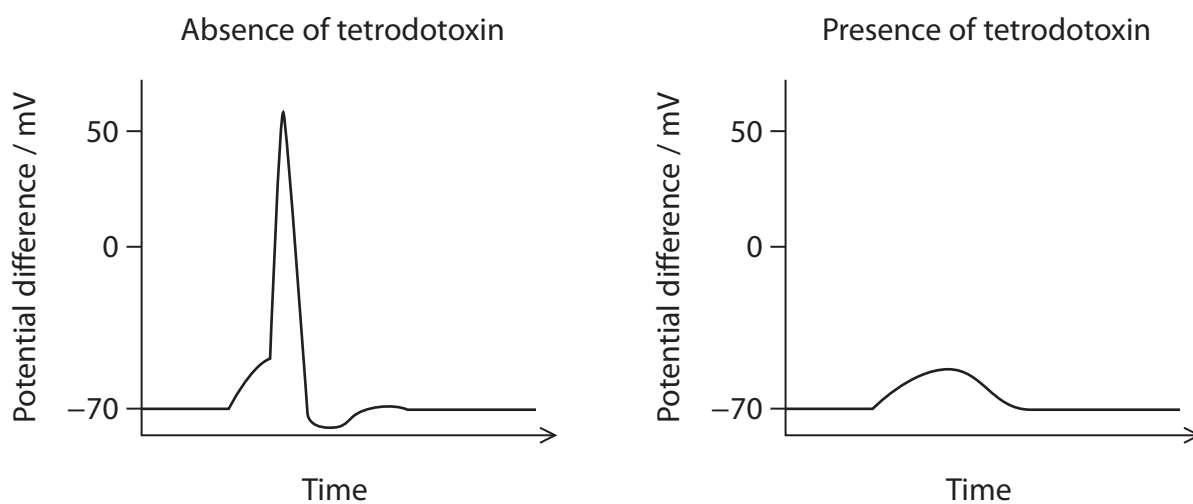 Absence of tetrodotoxin
Potential difference / mV
50
0
−70
Time
Presence of tetrodotoxin
Potential difference / mV
50
0
−70
Time